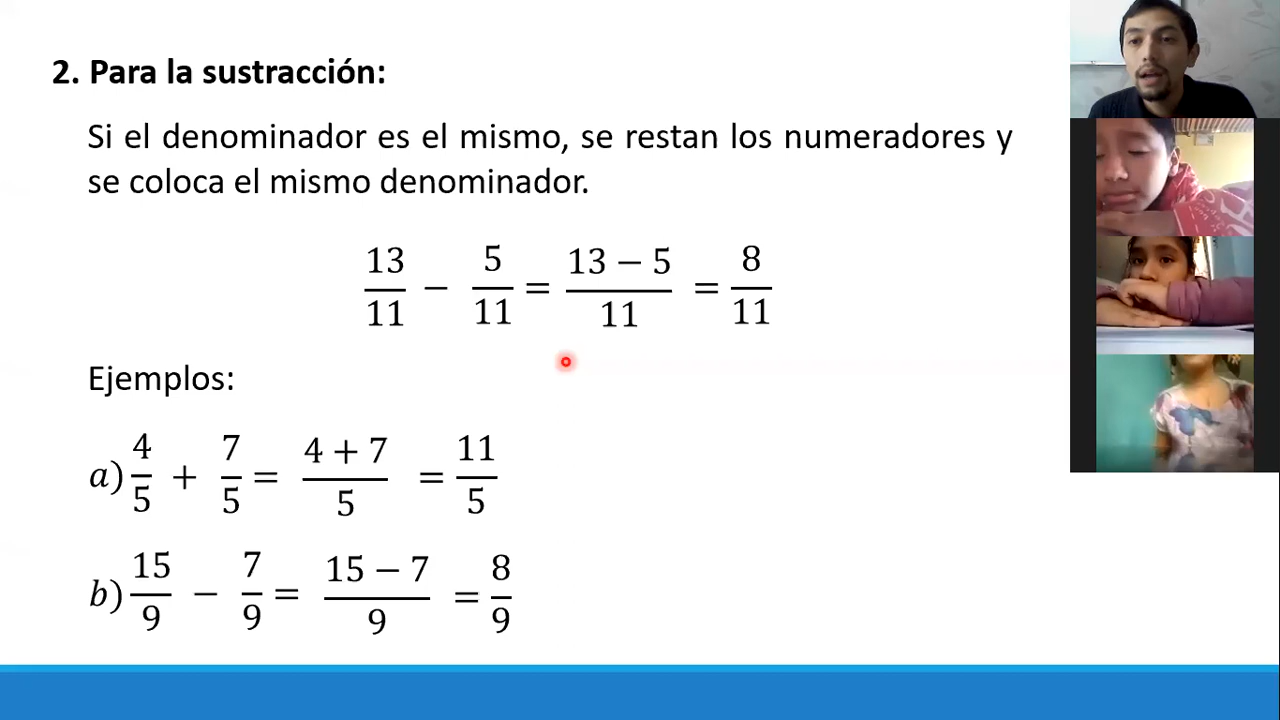 2. Para la sustracción:
Si el denominador es el mismo, se restan los numeradores y
se coloca el mismo denominador.
13/11 − 5/11 = (13 − 5)/11 = 8/11
Ejemplos:
a) 4/5 + 7/5 = (4 + 7)/5 = 11/5
b) 15/9 − 7/9 = (15 − 7)/9 = 8/9